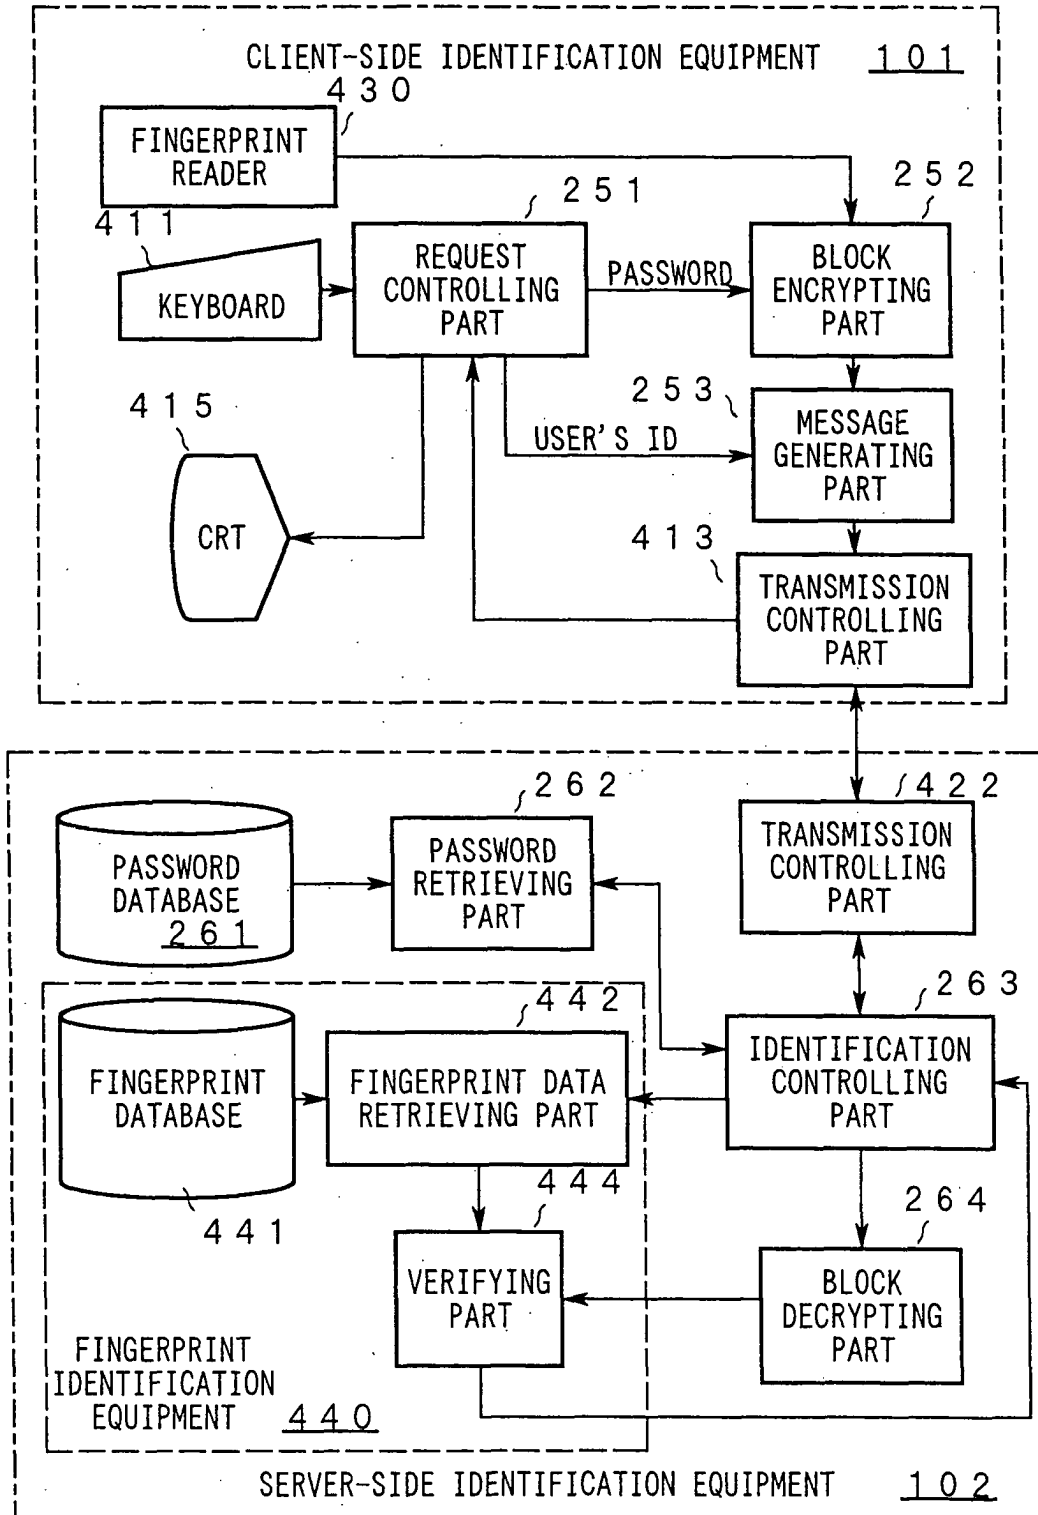 CLIENT-SIDE IDENTIFICATION EQUIPMENT 101
430
FINGERPRINT
READER
411
KEYBOARD
251
REQUEST
CONTROLLING
PART
PASSWORD
252
BLOCK
ENCRYPTING
PART
415
CRT
USER'S ID
253
MESSAGE
GENERATING
PART
413
TRANSMISSION
CONTROLLING
PART
PASSWORD
DATABASE
261
262
PASSWORD
RETRIEVING
PART
422
TRANSMISSION
CONTROLLING
PART
FINGERPRINT
DATABASE
441
442
FINGERPRINT DATA
RETRIEVING PART
263
IDENTIFICATION
CONTROLLING
PART
444
VERIFYING
PART
264
BLOCK
DECRYPTING
PART
FINGERPRINT
IDENTIFICATION
EQUIPMENT 440
SERVER-SIDE IDENTIFICATION EQUIPMENT 102